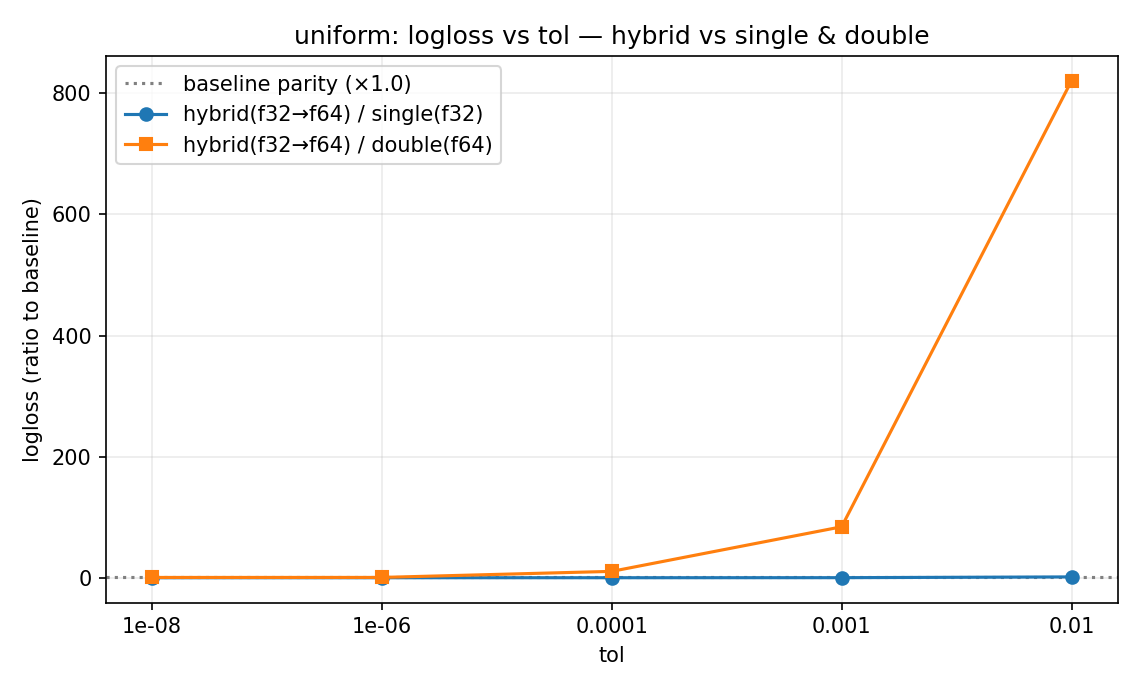 uniform: logloss vs tol — hybrid vs single & double
baseline parity (×1.0)
hybrid(f32→f64) / single(f32)
hybrid(f32→f64) / double(f64)
logloss (ratio to baseline)
800
600
400
200
0
1e-08
1e-06
0.0001
0.001
0.01
tol